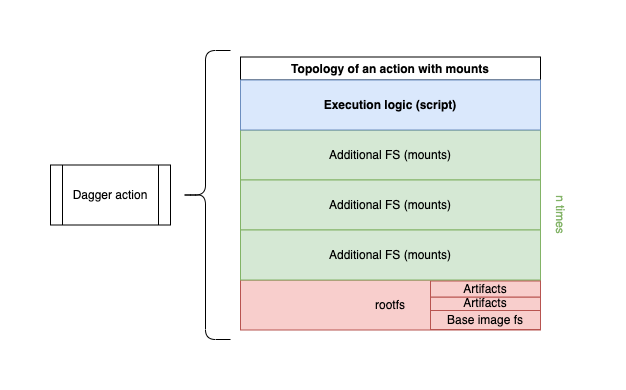 Topology of an action with mounts
Execution logic (script)
Additional FS (mounts)
Dagger action
Additional FS (mounts)
n times
Additional FS (mounts)
rootfs
Artifacts
Artifacts
Base image fs